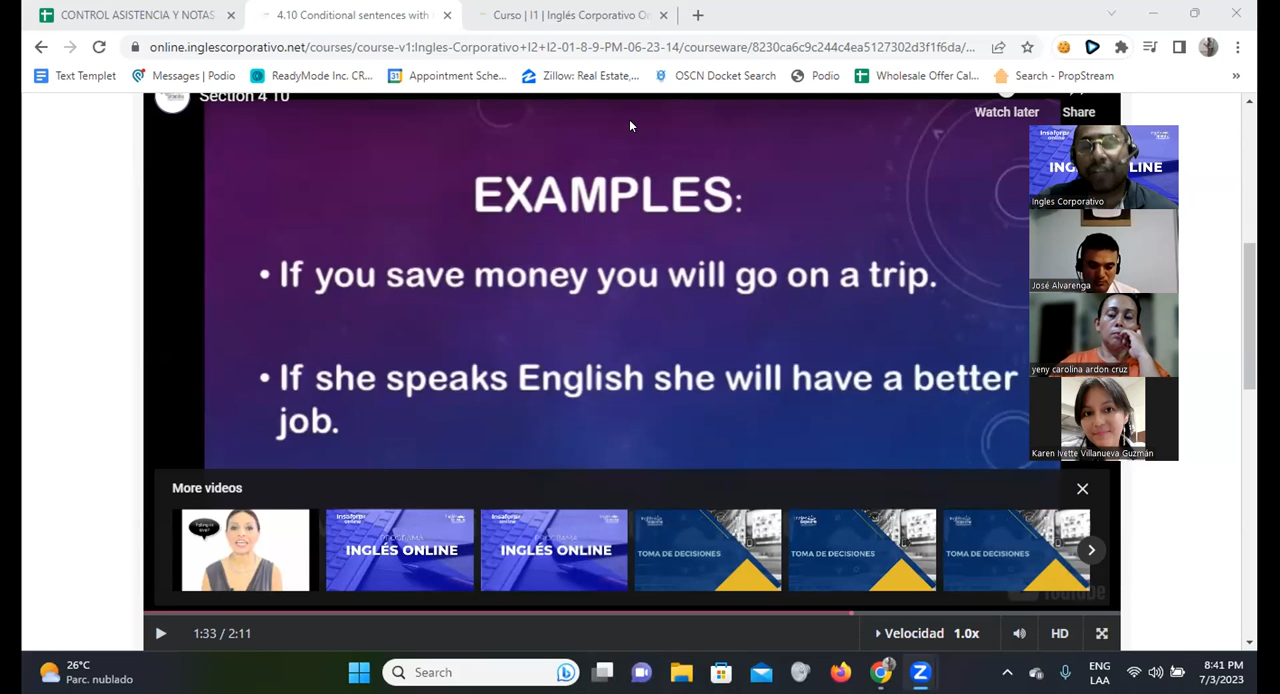 CONTROL ASISTENCIA Y NOTAS
4.10 Conditional sentences with
Curso | I1 | Inglés Corporativo On
online.inglescorporativo.net/courses/course-v1:Ingles-Corporativo+I2+I2-01-8-9-PM-06-23-14/courseware/8230ca6c9c244c4ea5127302d3f1f6da/...
Text Templet
Messages | Podio
ReadyMode Inc. CR...
Appointment Sche...
Zillow: Real Estate,...
OSCN Docket Search
Podio
Wholesale Offer Cal...
Search - PropStream
»
Section 4 10
Watch later
Share
EXAMPLES:
• If you save money you will go on a trip.
• If she speaks English she will have a better
job.
Insaforp
online
ING LINE
Ingles Corporativo
José Alvarenga
yeny carolina ardon cruz
Karen Ivette Villanueva Guzmán
More videos
INGLÉS ONLINE
INGLÉS ONLINE
TOMA DE DECISIONES
TOMA DE DECISIONES
TOMA DE DECISIONES
YouTube
1:33 / 2:11
Velocidad 1.0x
HD
26°C
Parc. nublado
Search
ENG
LAA
8:41 PM
7/3/2023